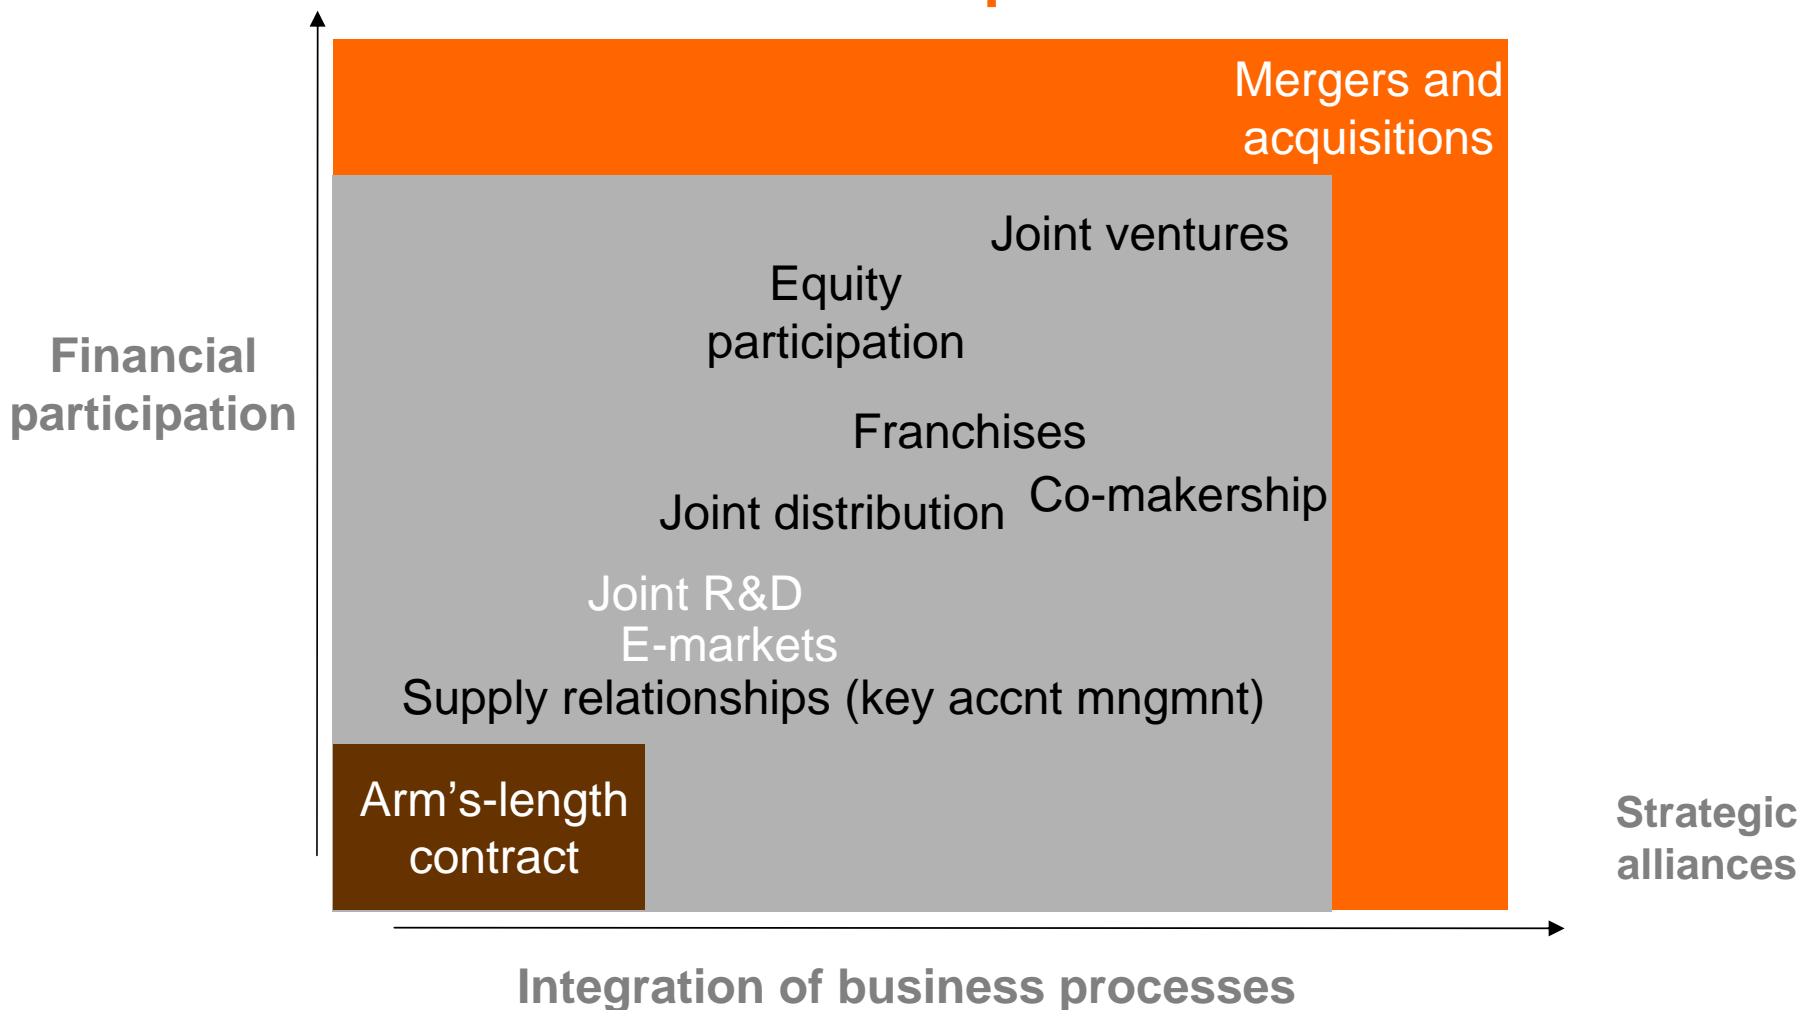 Mergers and
acquisitions
Joint ventures
Equity
participation
Financial
participation
Franchises
Co-makership
Joint distribution
Joint R&D
E-markets
Supply relationships (key accnt mngmnt)
Arm’s-length
contract
Strategic
alliances
Integration of business processes